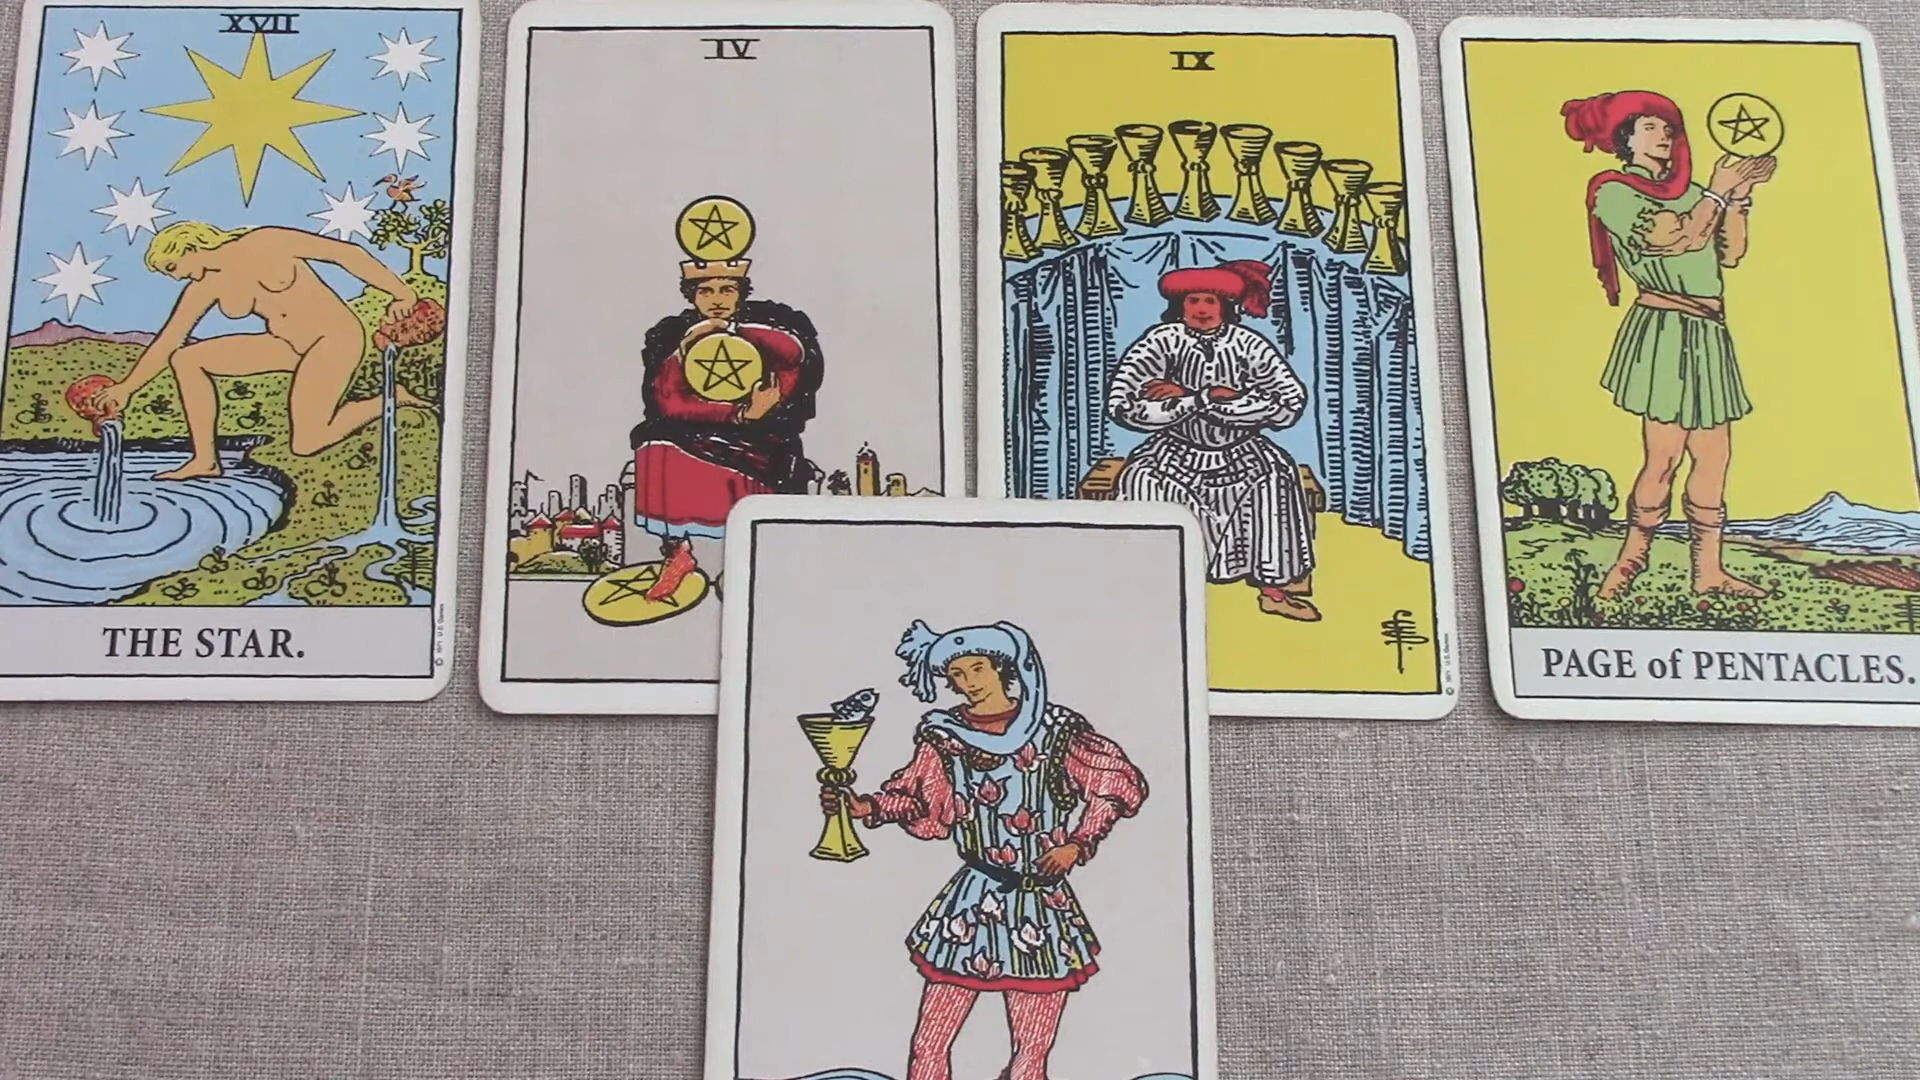 XVII
IV
IX
THE STAR.
PAGE of PENTACLES.